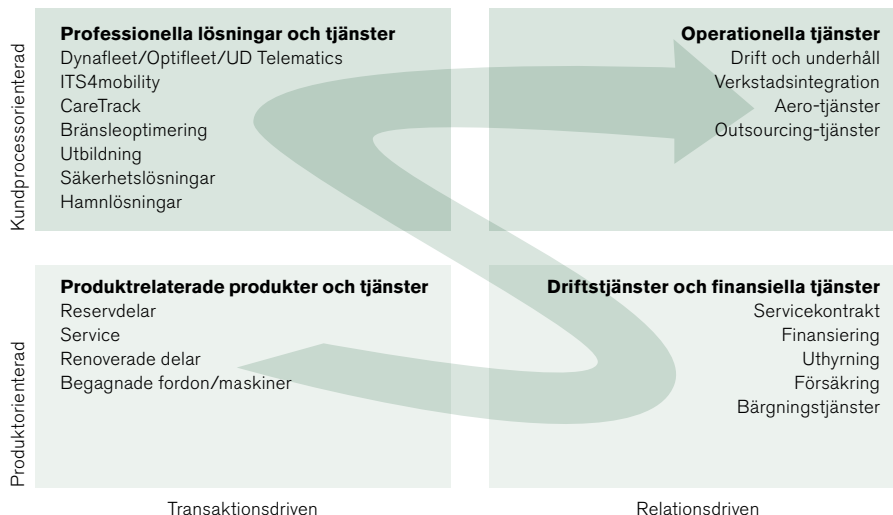 Kundprocessorienterad
Professionella lösningar och tjänster
Dynafleet/Optifleet/UD Telematics
ITS4mobility
CareTrack
Bränsleoptimering
Utbildning
Säkerhetslösningar
Hamnlösningar
Operationella tjänster
Drift och underhåll
Verkstadsintegration
Aero-tjänster
Outsourcing-tjänster
Produktorienterad
Produktrelaterade produkter och tjänster
Reservdelar
Service
Renoverade delar
Begagnade fordon/maskiner
Driftstjänster och finansiella tjänster
Servicekontrakt
Finansiering
Uthyrning
Försäkring
Bärgningstjänster
Transaktionsdriven
Relationsdriven